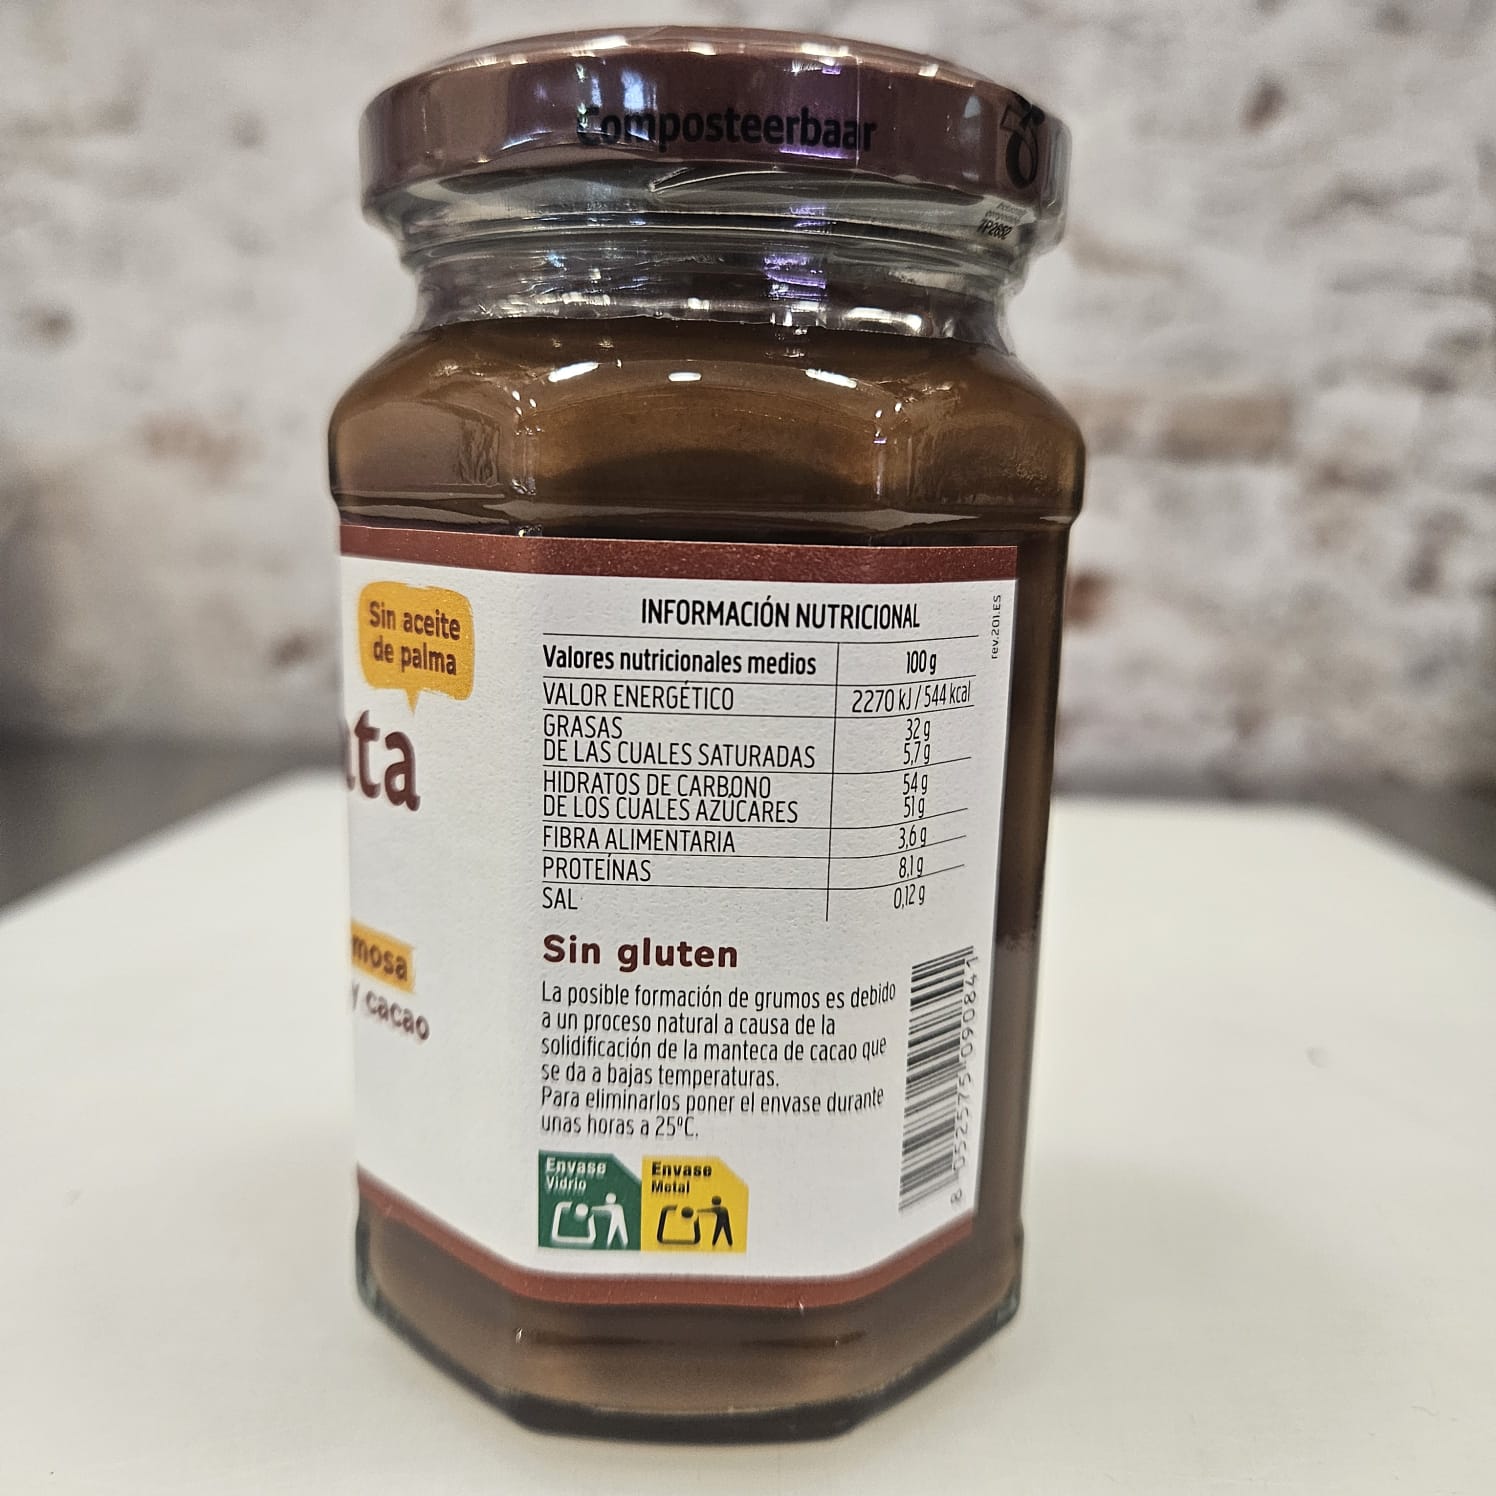 Composteerbaar
TP2652
Sin aceite
de palma
ta
mosa
y cacao
INFORMACIÓN NUTRICIONAL
rev.201.ES
Valores nutricionales medios 100 g
VALOR ENERGÉTICO 2270 kJ / 544 kcal
GRASAS 32 g
DE LAS CUALES SATURADAS 5,7 g
HIDRATOS DE CARBONO 54 g
DE LOS CUALES AZÚCARES 51 g
FIBRA ALIMENTARIA 3,6 g
PROTEÍNAS 8,1 g
SAL 0,12 g
Sin gluten
La posible formación de grumos es debido
a un proceso natural a causa de la
solidificación de la manteca de cacao que
se da a bajas temperaturas.
Para eliminarlos poner el envase durante
unas horas a 25ºC.
Envase
Vidrio
Envase
Metal
8 052575 090841